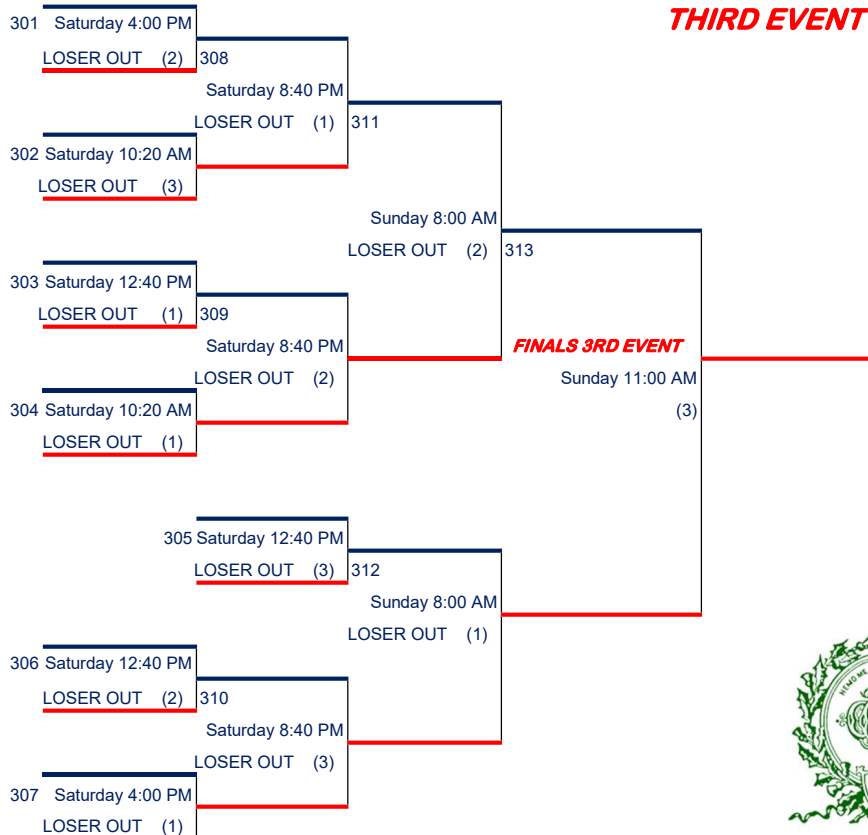 THIRD EVENT
301 Saturday 4:00 PM
LOSER OUT (2) 308
Saturday 8:40 PM
LOSER OUT (1) 311
302 Saturday 10:20 AM
LOSER OUT (3)
Sunday 8:00 AM
LOSER OUT (2) 313
303 Saturday 12:40 PM
LOSER OUT (1) 309
Saturday 8:40 PM
LOSER OUT (2)
FINALS 3RD EVENT
Sunday 11:00 AM
(3)
304 Saturday 10:20 AM
LOSER OUT (1)
305 Saturday 12:40 PM
LOSER OUT (3) 312
Sunday 8:00 AM
LOSER OUT (1)
306 Saturday 12:40 PM
LOSER OUT (2) 310
Saturday 8:40 PM
LOSER OUT (3)
307 Saturday 4:00 PM
LOSER OUT (1)